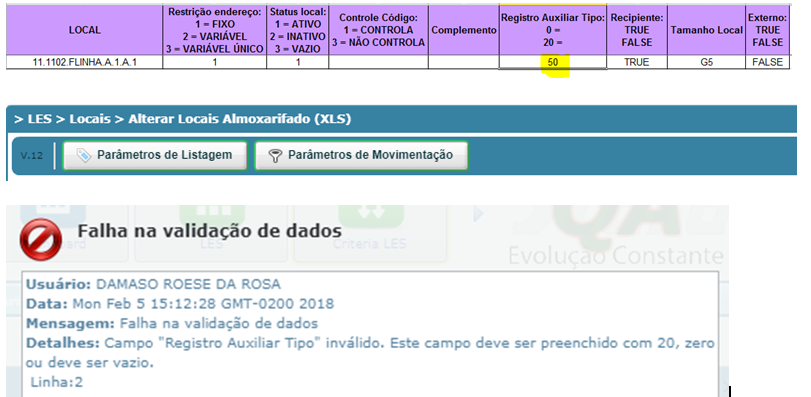 LOCAL
Restrição endereço:
1 = FIXO
2 = VARIÁVEL
3 = VARIÁVEL ÚNICO
Status local:
1 = ATIVO
2 = INATIVO
3 = VAZIO
Controle Código:
1 = CONTROLA
3 = NÃO CONTROLA
Complemento
Registro Auxiliar Tipo:
0 =
20 =
Recipiente:
TRUE
FALSE
Tamanho Local
Externo:
TRUE
FALSE
11.1102.FLINHA.A.1.A.1 1 1 50 TRUE G5 FALSE
> LES > Locais > Alterar Locais Almoxarifado (XLS)
V.12 Parâmetros de Listagem Parâmetros de Movimentação
Falha na validação de dados
LES
Criteria LES
Evolução Constante
Usuário: DAMASO ROESE DA ROSA
Data: Mon Feb 5 15:12:28 GMT-0200 2018
Mensagem: Falha na validação de dados
Detalhes: Campo "Registro Auxiliar Tipo" inválido. Este campo deve ser preenchido com 20, zero
ou deve ser vazio.
Linha:2